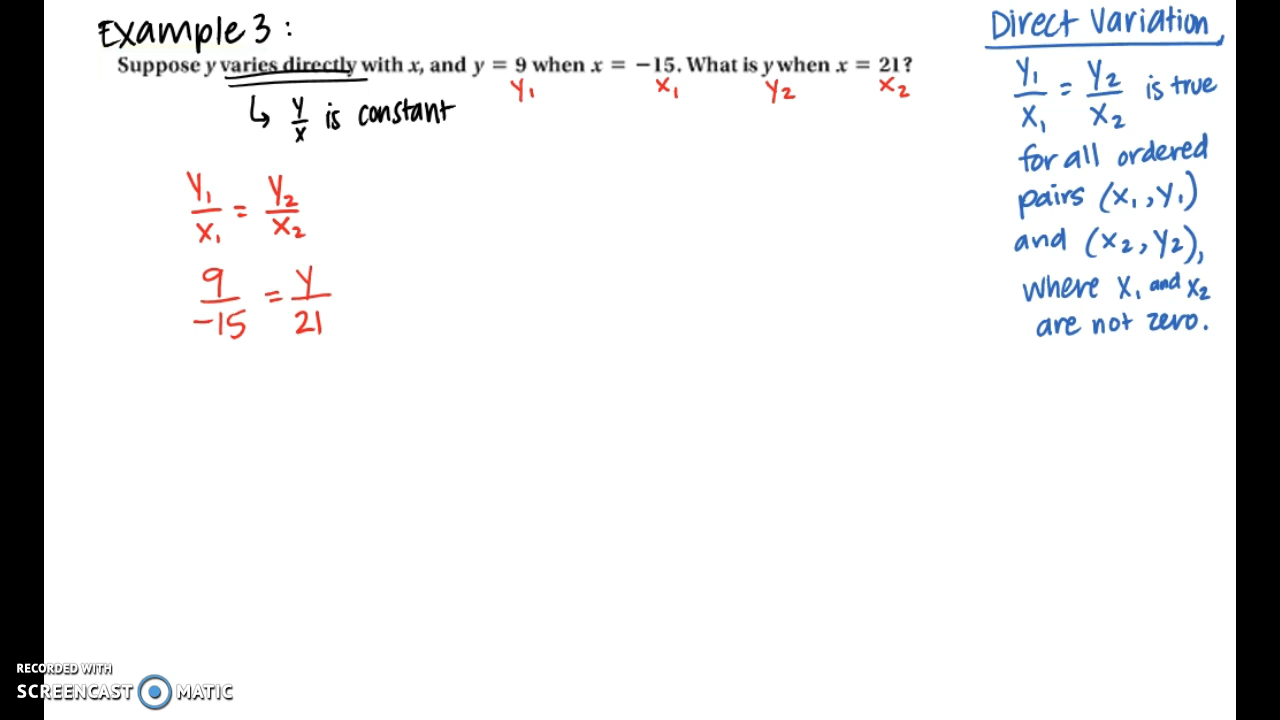 Example 3:
Suppose y varies directly with x, and y = 9 when x = −15. What is y when x = 21?
Y₁ X₁ Y₂ X₂
↳ Y/X is constant
Y₁/X₁ = Y₂/X₂
9/-15 = Y/21
Direct Variation
Y₁/X₁ = Y₂/X₂ is true
for all ordered
pairs (X₁, Y₁)
and (X₂, Y₂),
where X₁ and X₂
are not zero.
RECORDED WITH
SCREENCAST MATIC